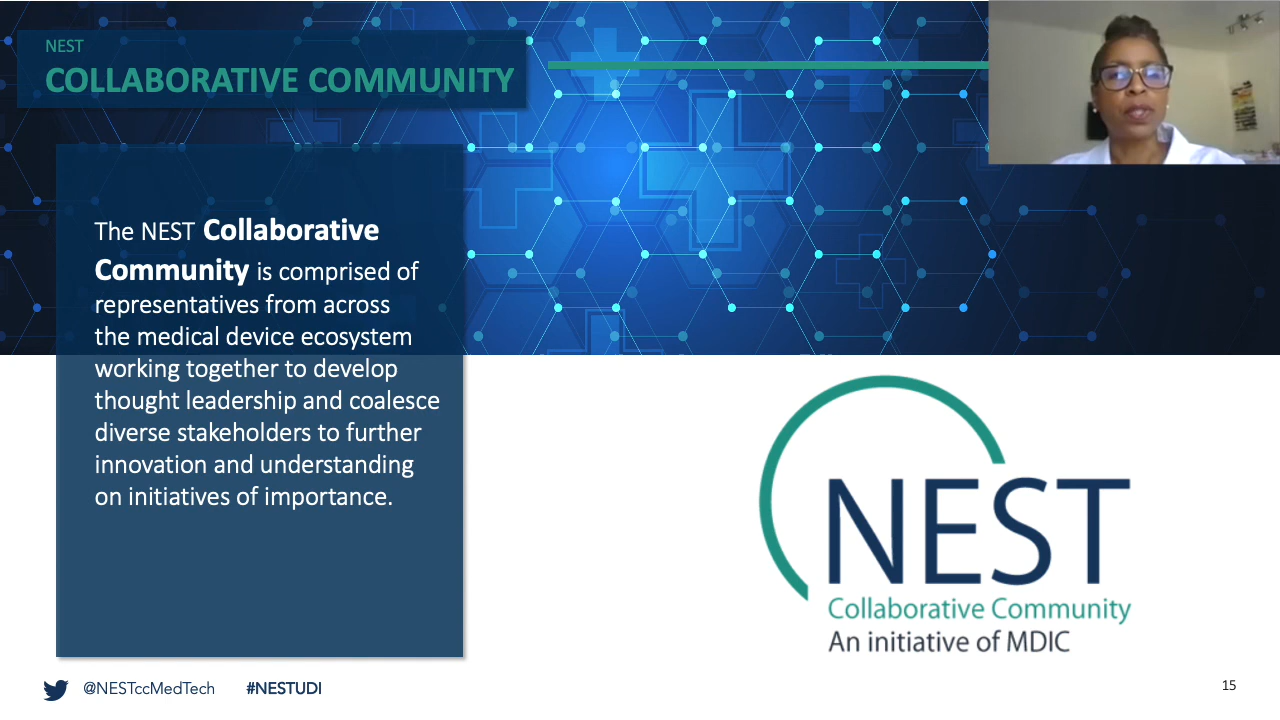 NEST
COLLABORATIVE COMMUNITY
The NEST Collaborative
Community is comprised of
representatives from across
the medical device ecosystem
working together to develop
thought leadership and coalesce
diverse stakeholders to further
innovation and understanding
on initiatives of importance.
NEST
Collaborative Community
An initiative of MDIC
@NESTccMedTech #NESTUDI
15